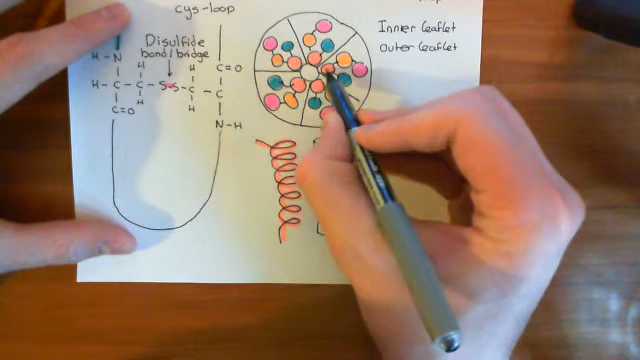 cys-loop
Disulfide
bond/bridge
H-N
H
H
C=O
H-C-C-S-S-C-C
H
H
C=O
N-H
Inner leaflet
outer leaflet